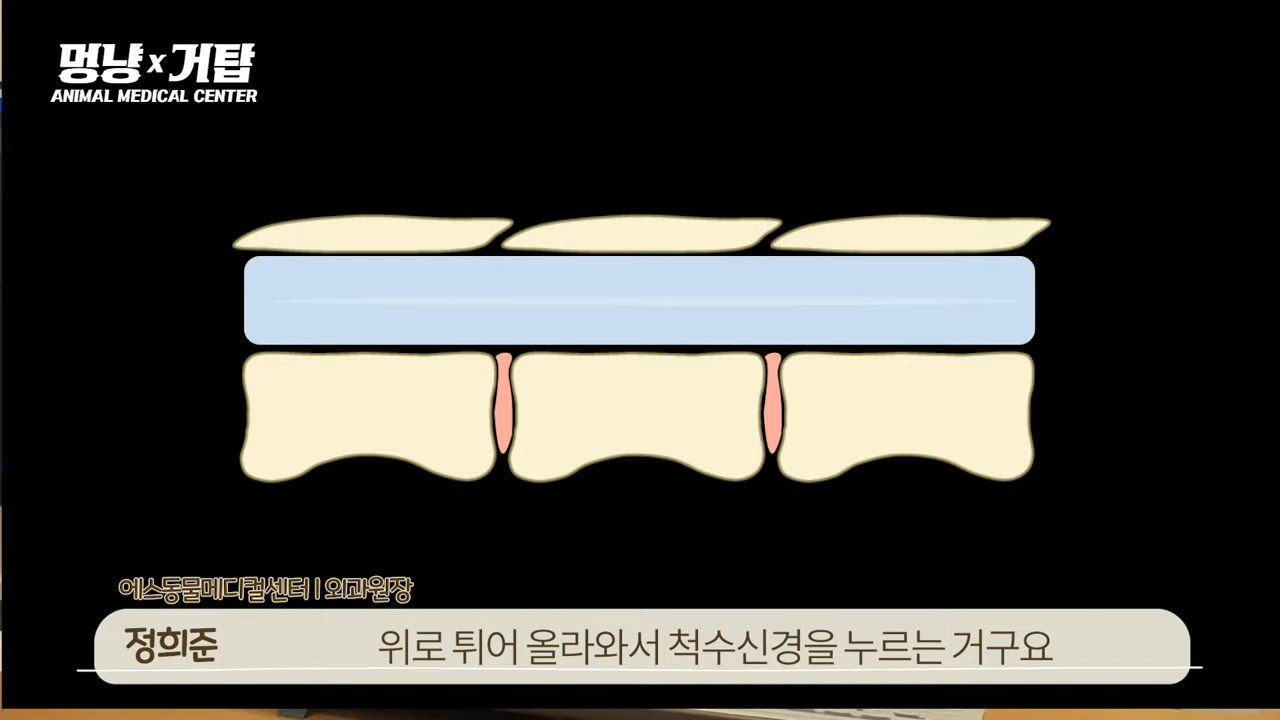 멍냥x거탑
ANIMAL MEDICAL CENTER
에스동물메디컬센터 | 외과원장
정희준
위로 튀어 올라와서 척수신경을 누르는 거구요